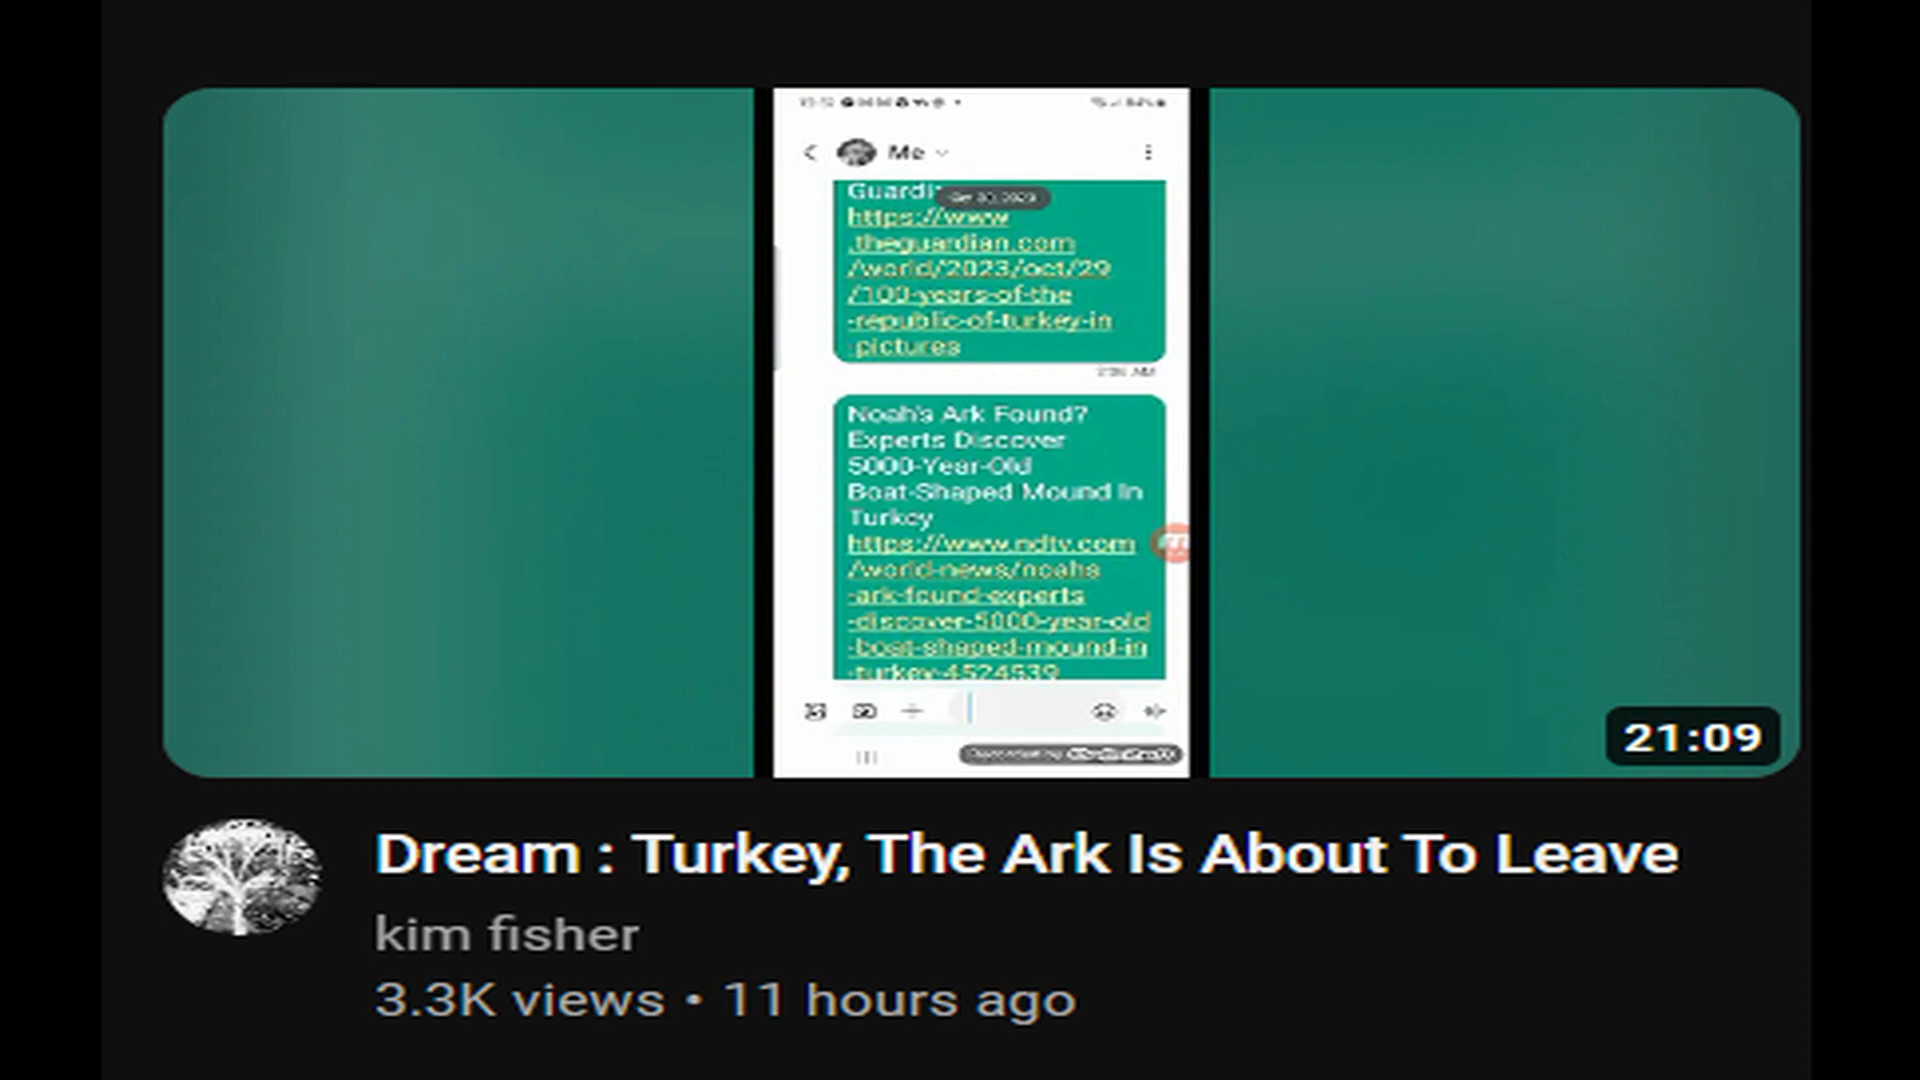 Me
https://www
.theguardian.com
/world/2023/oct/29
/100-years-of-the
-republic-of-turkey-in
-pictures
Noah's Ark Found?
Experts Discover
5000-Year-Old
Boat-Shaped Mound In
Turkey
https://www.ndtv.com
/world-news/noahs
-ark-found-experts
-discover-5000-year-old
-boat-shaped-mound-in
-turkey-4524539
21:09
Dream : Turkey, The Ark Is About To Leave
kim fisher
3.3K views • 11 hours ago